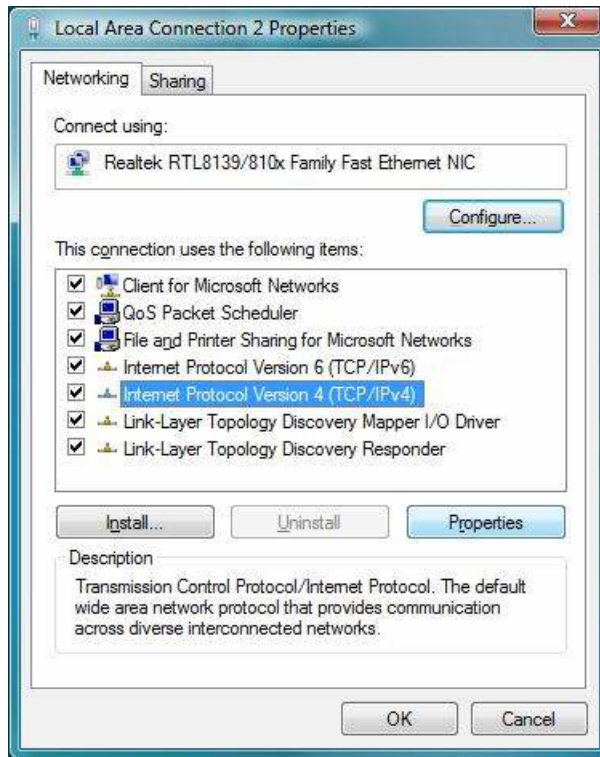 Local Area Connection 2 Properties
Networking
Sharing
Connect using:
Realtek RTL8139/810x Family Fast Ethernet NIC
Configure...
This connection uses the following items:
Client for Microsoft Networks
QoS Packet Scheduler
File and Printer Sharing for Microsoft Networks
Internet Protocol Version 6 (TCP/IPv6)
Internet Protocol Version 4 (TCP/IPv4)
Link-Layer Topology Discovery Mapper I/O Driver
Link-Layer Topology Discovery Responder
Install...
Uninstall
Properties
Description
Transmission Control Protocol/Internet Protocol. The default
wide area network protocol that provides communication
across diverse interconnected networks.
OK
Cancel